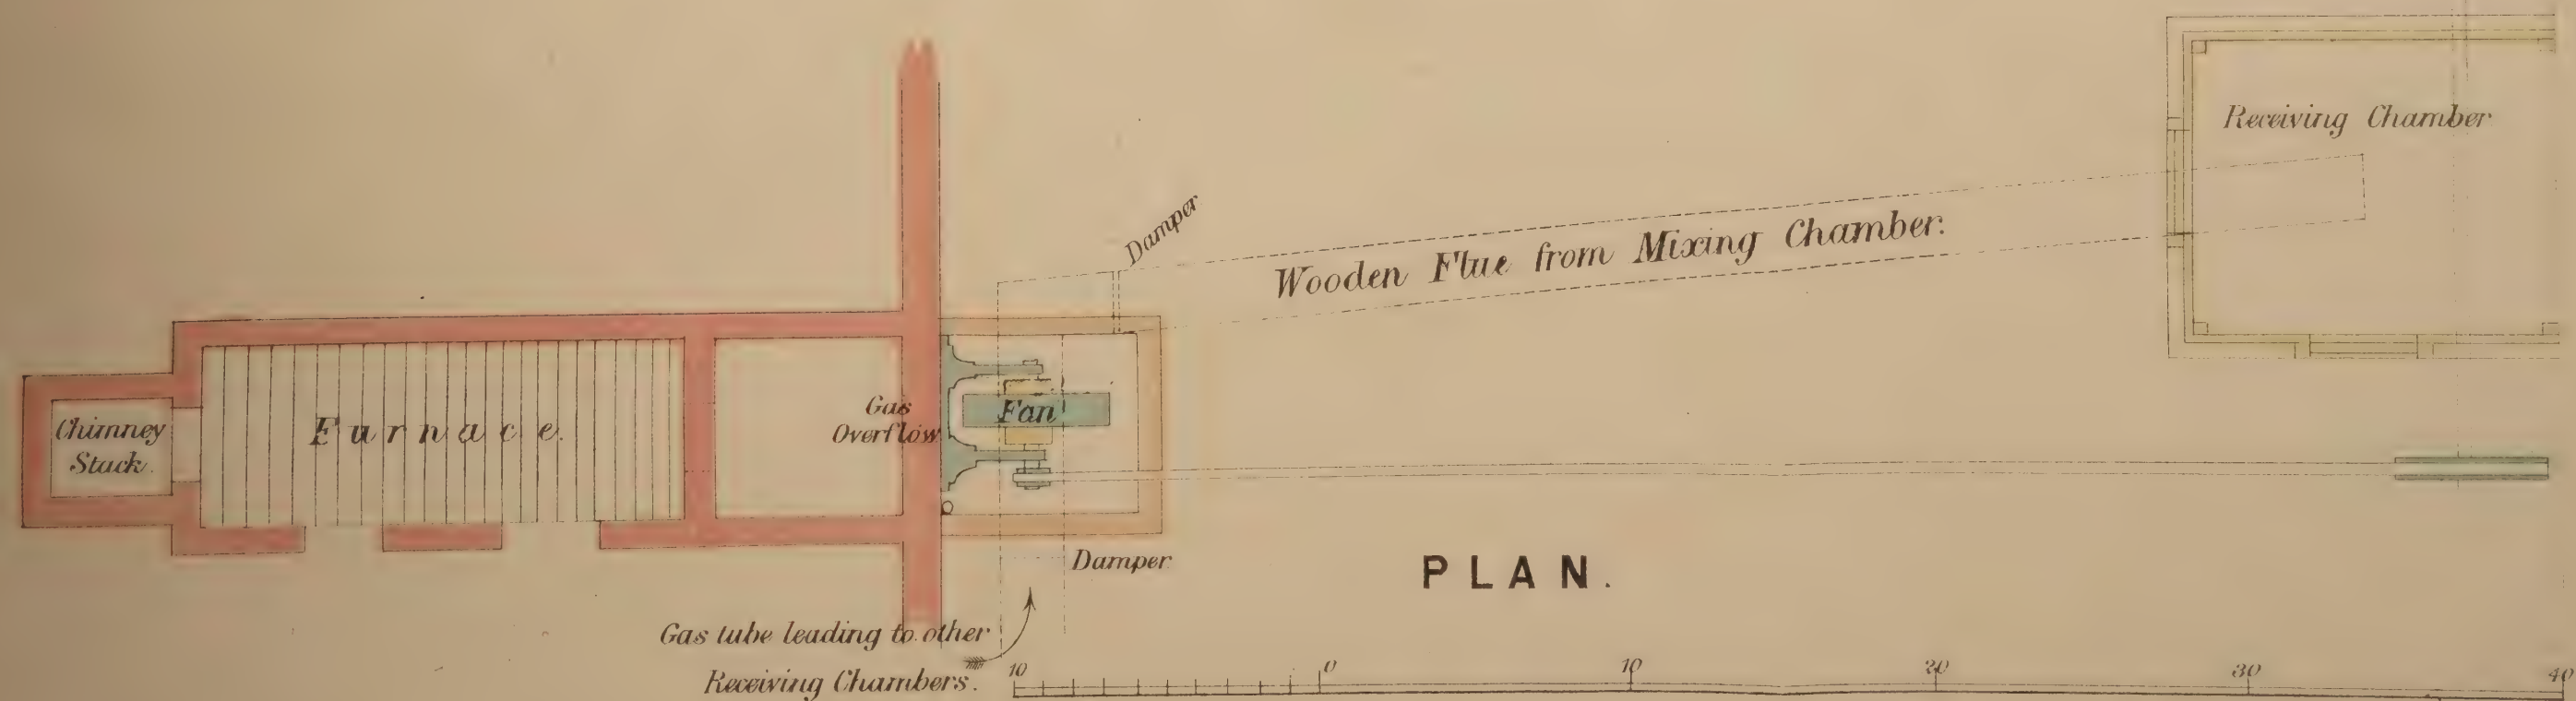 Receiving Chamber
Damper
Wooden Flue from Mixing Chamber.
Chimney
Stack.
Furnace.
Gas
Overflow
Fan
Damper
PLAN.
Gas tube leading to other
Receiving Chambers.
10 0 10 20 30 40